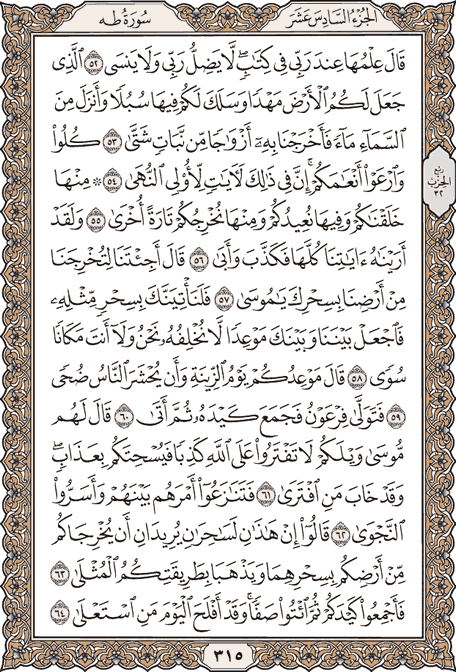 الجزء السادس عشر
سورة طه
قَالَ عِلْمُهَا عِندَ رَبِّي فِي كِتَٰبٖۖ لَّا يَضِلُّ رَبِّي وَلَا يَنسَى ٥٢ ٱلَّذِي
جَعَلَ لَكُمُ ٱلْأَرْضَ مَهْدٗا وَسَلَكَ لَكُمْ فِيهَا سُبُلٗا وَأَنزَلَ مِنَ
ٱلسَّمَآءِ مَآءٗ فَأَخْرَجْنَا بِهِۦٓ أَزْوَٰجٗا مِّن نَّبَاتٖ شَتَّىٰ ٥٣ كُلُواْ
وَٱرْعَوْاْ أَنْعَٰمَكُمْۚ إِنَّ فِي ذَٰلِكَ لَأٓيَٰتٖ لِّأُوْلِي ٱلنُّهَىٰ ٥٤ ۞ مِنْهَا
خَلَقْنَٰكُمْ وَفِيهَا نُعِيدُكُمْ وَمِنْهَا نُخْرِجُكُمْ تَارَةً أُخْرَىٰ ٥٥ وَلَقَدْ
أَرَيْنَٰهُ ءَايَٰتِنَا كُلَّهَا فَكَذَّبَ وَأَبَىٰ ٥٦ قَالَ أَجِئْتَنَا لِتُخْرِجَنَا
مِنْ أَرْضِنَا بِسِحْرِكَ يَٰمُوسَىٰ ٥٧ فَلَنَأْتِيَنَّكَ بِسِحْرٖ مِّثْلِهِۦ
فَٱجْعَلْ بَيْنَنَا وَبَيْنَكَ مَوْعِدٗا لَّا نُخْلِفُهُۥ نَحْنُ وَلَآ أَنتَ مَكَانٗا
سُوٗى ٥٨ قَالَ مَوْعِدُكُمْ يَوْمُ ٱلزِّينَةِ وَأَن يُحْشَرَ ٱلنَّاسُ ضُحٗى
٥٩ فَتَوَلَّىٰ فِرْعَوْنُ فَجَمَعَ كَيْدَهُۥ ثُمَّ أَتَىٰ ٦٠ قَالَ لَهُم
مُّوسَىٰ وَيْلَكُمْ لَا تَفْتَرُواْ عَلَى ٱللَّهِ كَذِبٗا فَيُسْحِتَكُم بِعَذَابٖۖ
وَقَدْ خَابَ مَنِ ٱفْتَرَىٰ ٦١ فَتَنَٰزَعُوٓاْ أَمْرَهُم بَيْنَهُمْ وَأَسَرُّواْ
ٱلنَّجْوَىٰ ٦٢ قَالُوٓاْ إِنْ هَٰذَٰنِ لَسَٰحِرَٰنِ يُرِيدَانِ أَن يُخْرِجَاكُم
مِّنْ أَرْضِكُم بِسِحْرِهِمَا وَيَذْهَبَا بِطَرِيقَتِكُمُ ٱلْمُثْلَىٰ ٦٣
فَأَجْمِعُواْ كَيْدَكُمْ ثُمَّ ٱئْتُواْ صَفّٗاۚ وَقَدْ أَفْلَحَ ٱلْيَوْمَ مَنِ ٱسْتَعْلَىٰ ٦٤
ربع
الحزب
٣٢
٣١٥